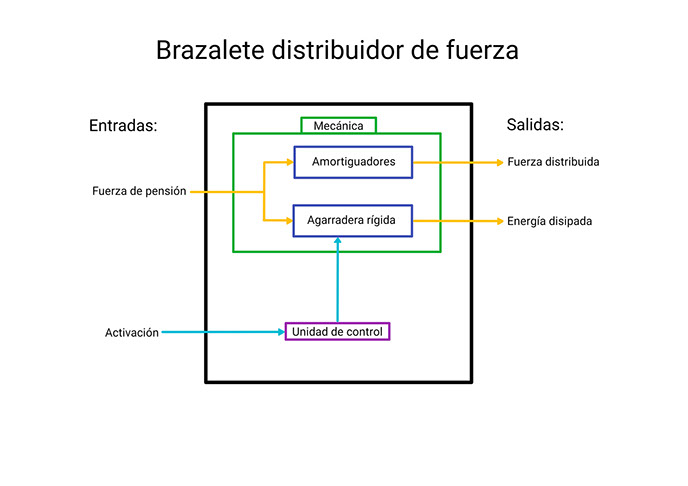 Brazalete distribuidor de fuerza
Entradas:
Salidas:
Mecánica
Amortiguadores
Fuerza distribuida
Fuerza de pensión
Agarradera rígida
Energía disipada
Activación
Unidad de control